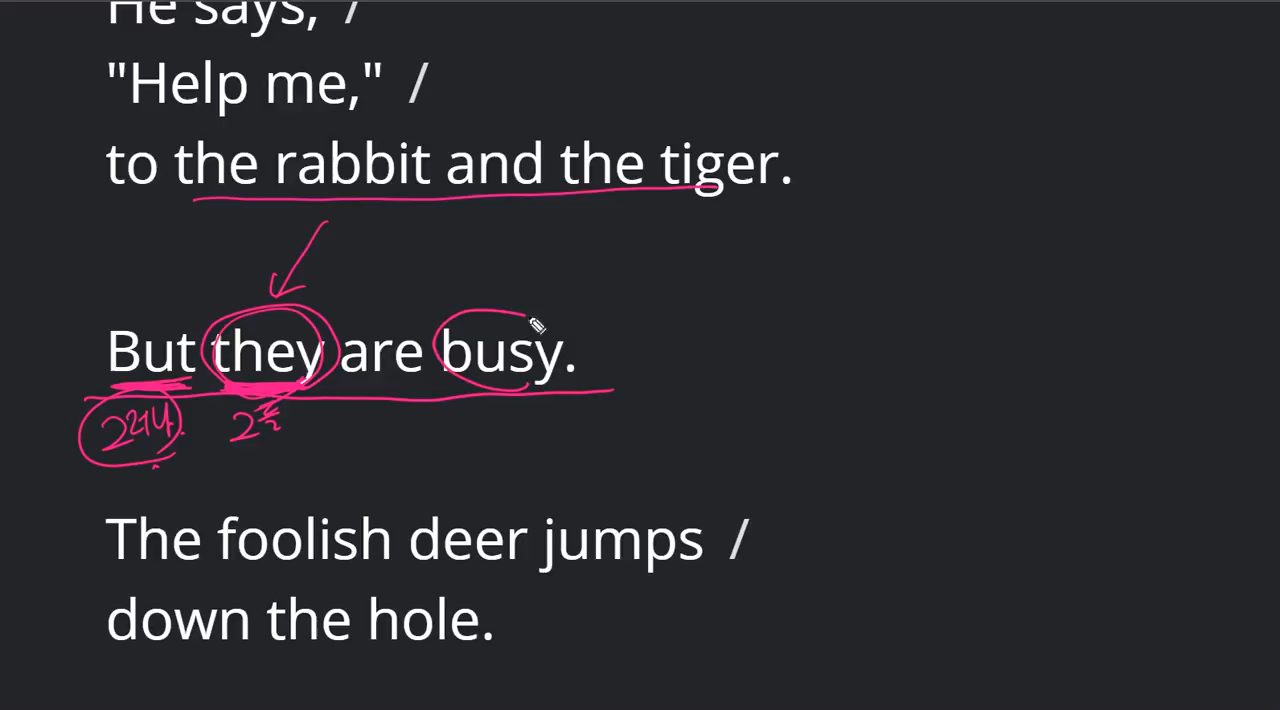 He says, /
"Help me," /
to the rabbit and the tiger.
But they are busy.
The foolish deer jumps /
down the hole.